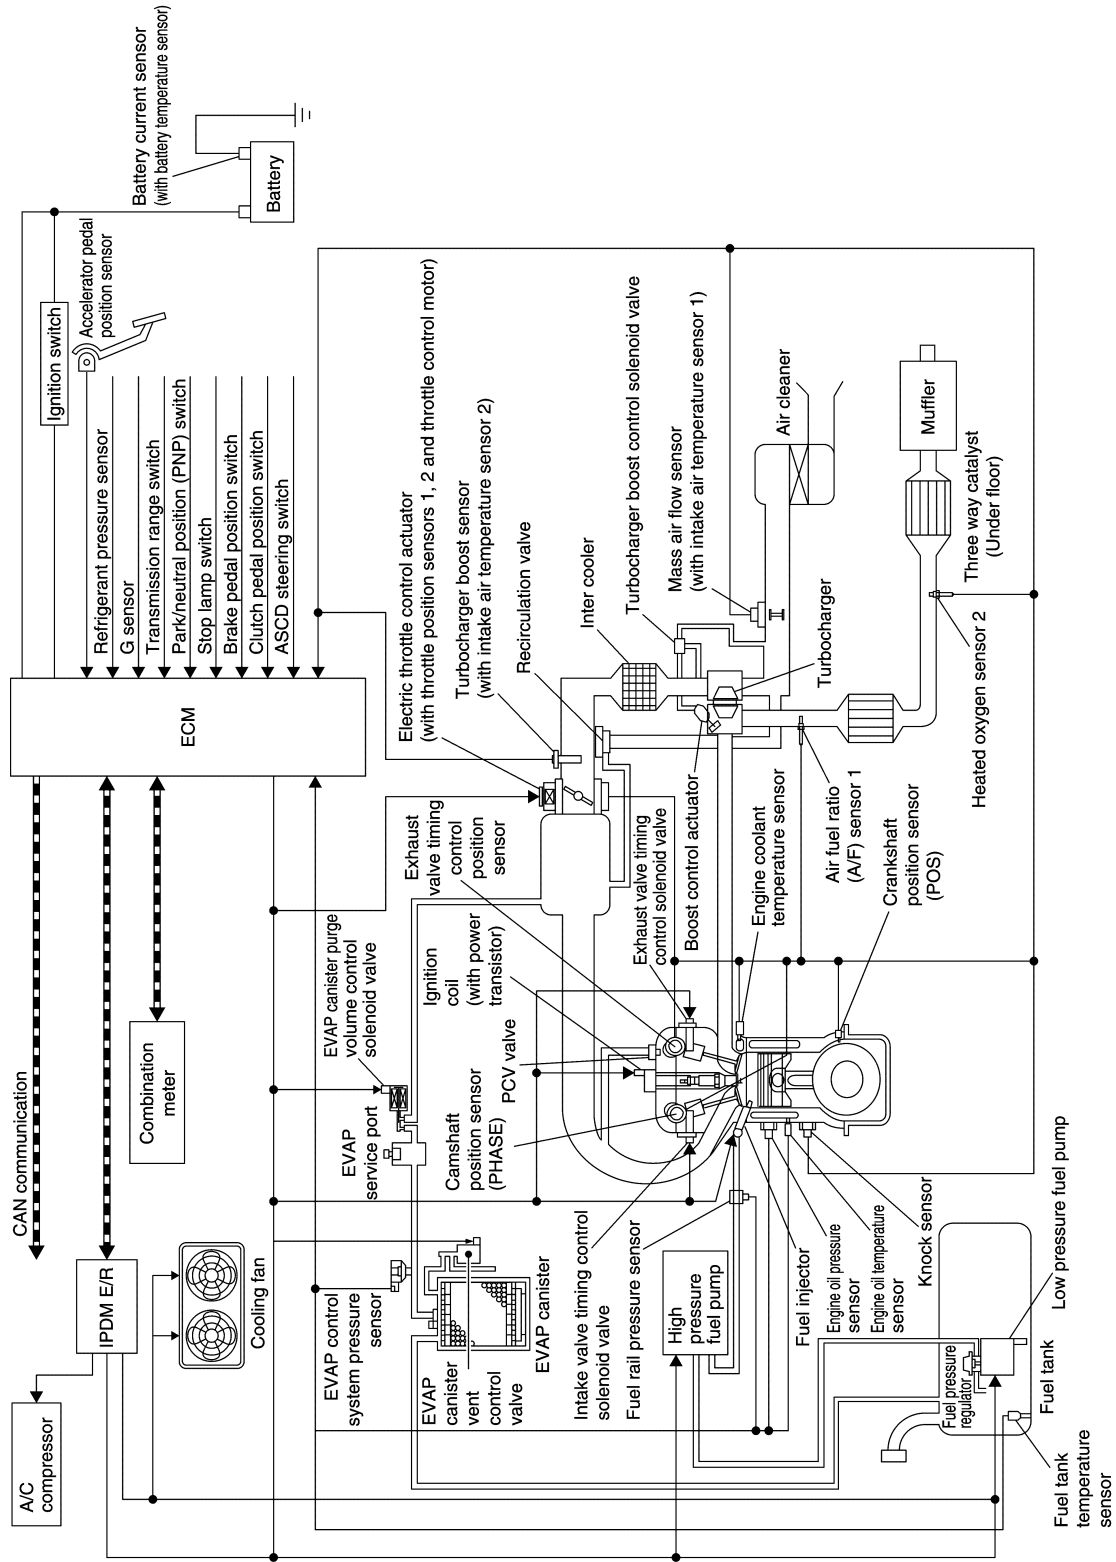 A/C
compressor
IPDM E/R
CAN communication
Cooling fan
Combination
meter
ECM
Ignition switch
Accelerator pedal
position sensor
Battery current sensor
(with battery temperature sensor)
Battery
Refrigerant pressure sensor
G sensor
Transmission range switch
Park/neutral position (PNP) switch
Stop lamp switch
Brake pedal position switch
Clutch pedal position switch
ASCD steering switch
EVAP control
system pressure
sensor
EVAP
service port
EVAP canister purge
volume control
solenoid valve
Exhaust
valve timing
control position
sensor
Electric throttle control actuator
(with throttle position sensors 1, 2 and throttle control motor)
Turbocharger boost sensor
(with intake air temperature sensor 2)
Recirculation valve
EVAP
canister
vent
control
valve
EVAP canister
Camshaft
position sensor
(PHASE)
PCV valve
Ignition
coil
(with power
transistor)
Inter cooler
Turbocharger boost control solenoid valve
Mass air flow sensor
(with intake air temperature sensor 1)
Air cleaner
Intake valve timing control
solenoid valve
Fuel rail pressure sensor
Exhaust valve timing
control solenoid valve
Boost control actuator
Turbocharger
High
pressure
fuel pump
Fuel injector
Engine oil pressure
sensor
Engine oil temperature
sensor
Knock sensor
Engine coolant
temperature sensor
Air fuel ratio
(A/F) sensor 1
Crankshaft
position sensor
(POS)
Heated oxygen sensor 2
Three way catalyst
(Under floor)
Muffler
Fuel pressure
regulator
Low pressure fuel pump
Fuel tank
Fuel tank
temperature
sensor